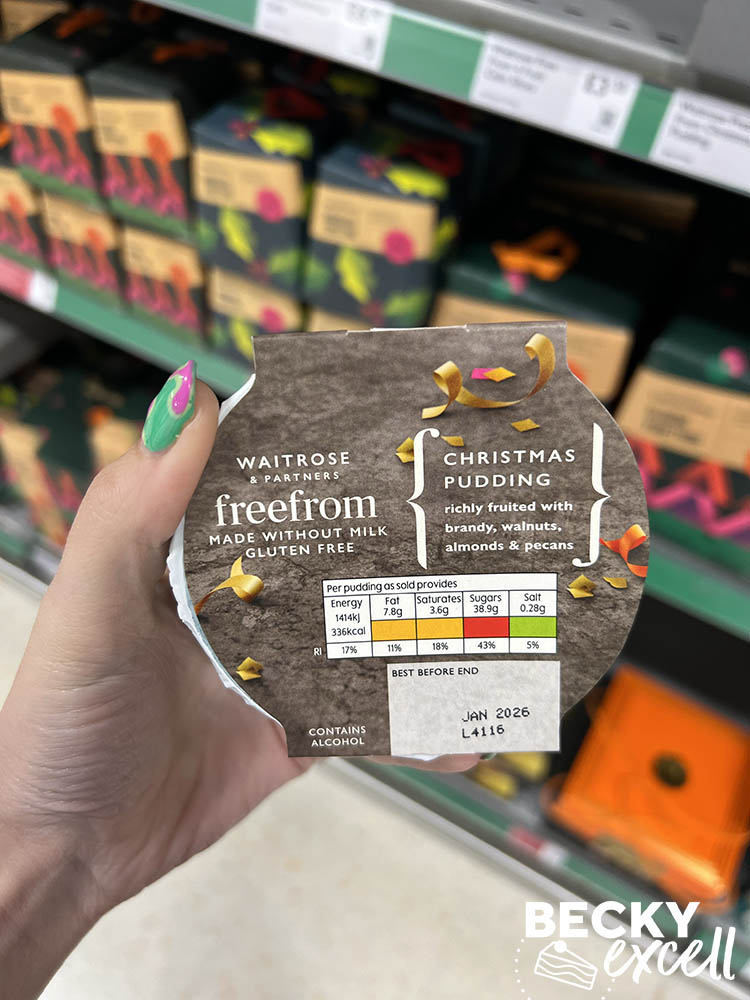 WAITROSE
& PARTNERS
freefrom
MADE WITHOUT MILK
GLUTEN FREE
CHRISTMAS
PUDDING
richly fruited with
brandy, walnuts,
almonds & pecans
Per pudding as sold provides
Energy Fat Saturates Sugars Salt
1414kj 7.8g 3.6g 38.9g 0.28g
336kcal
RI 17% 11% 18% 43% 5%
BEST BEFORE END
JAN 2026
L4116
CONTAINS
ALCOHOL
BECKY
excell